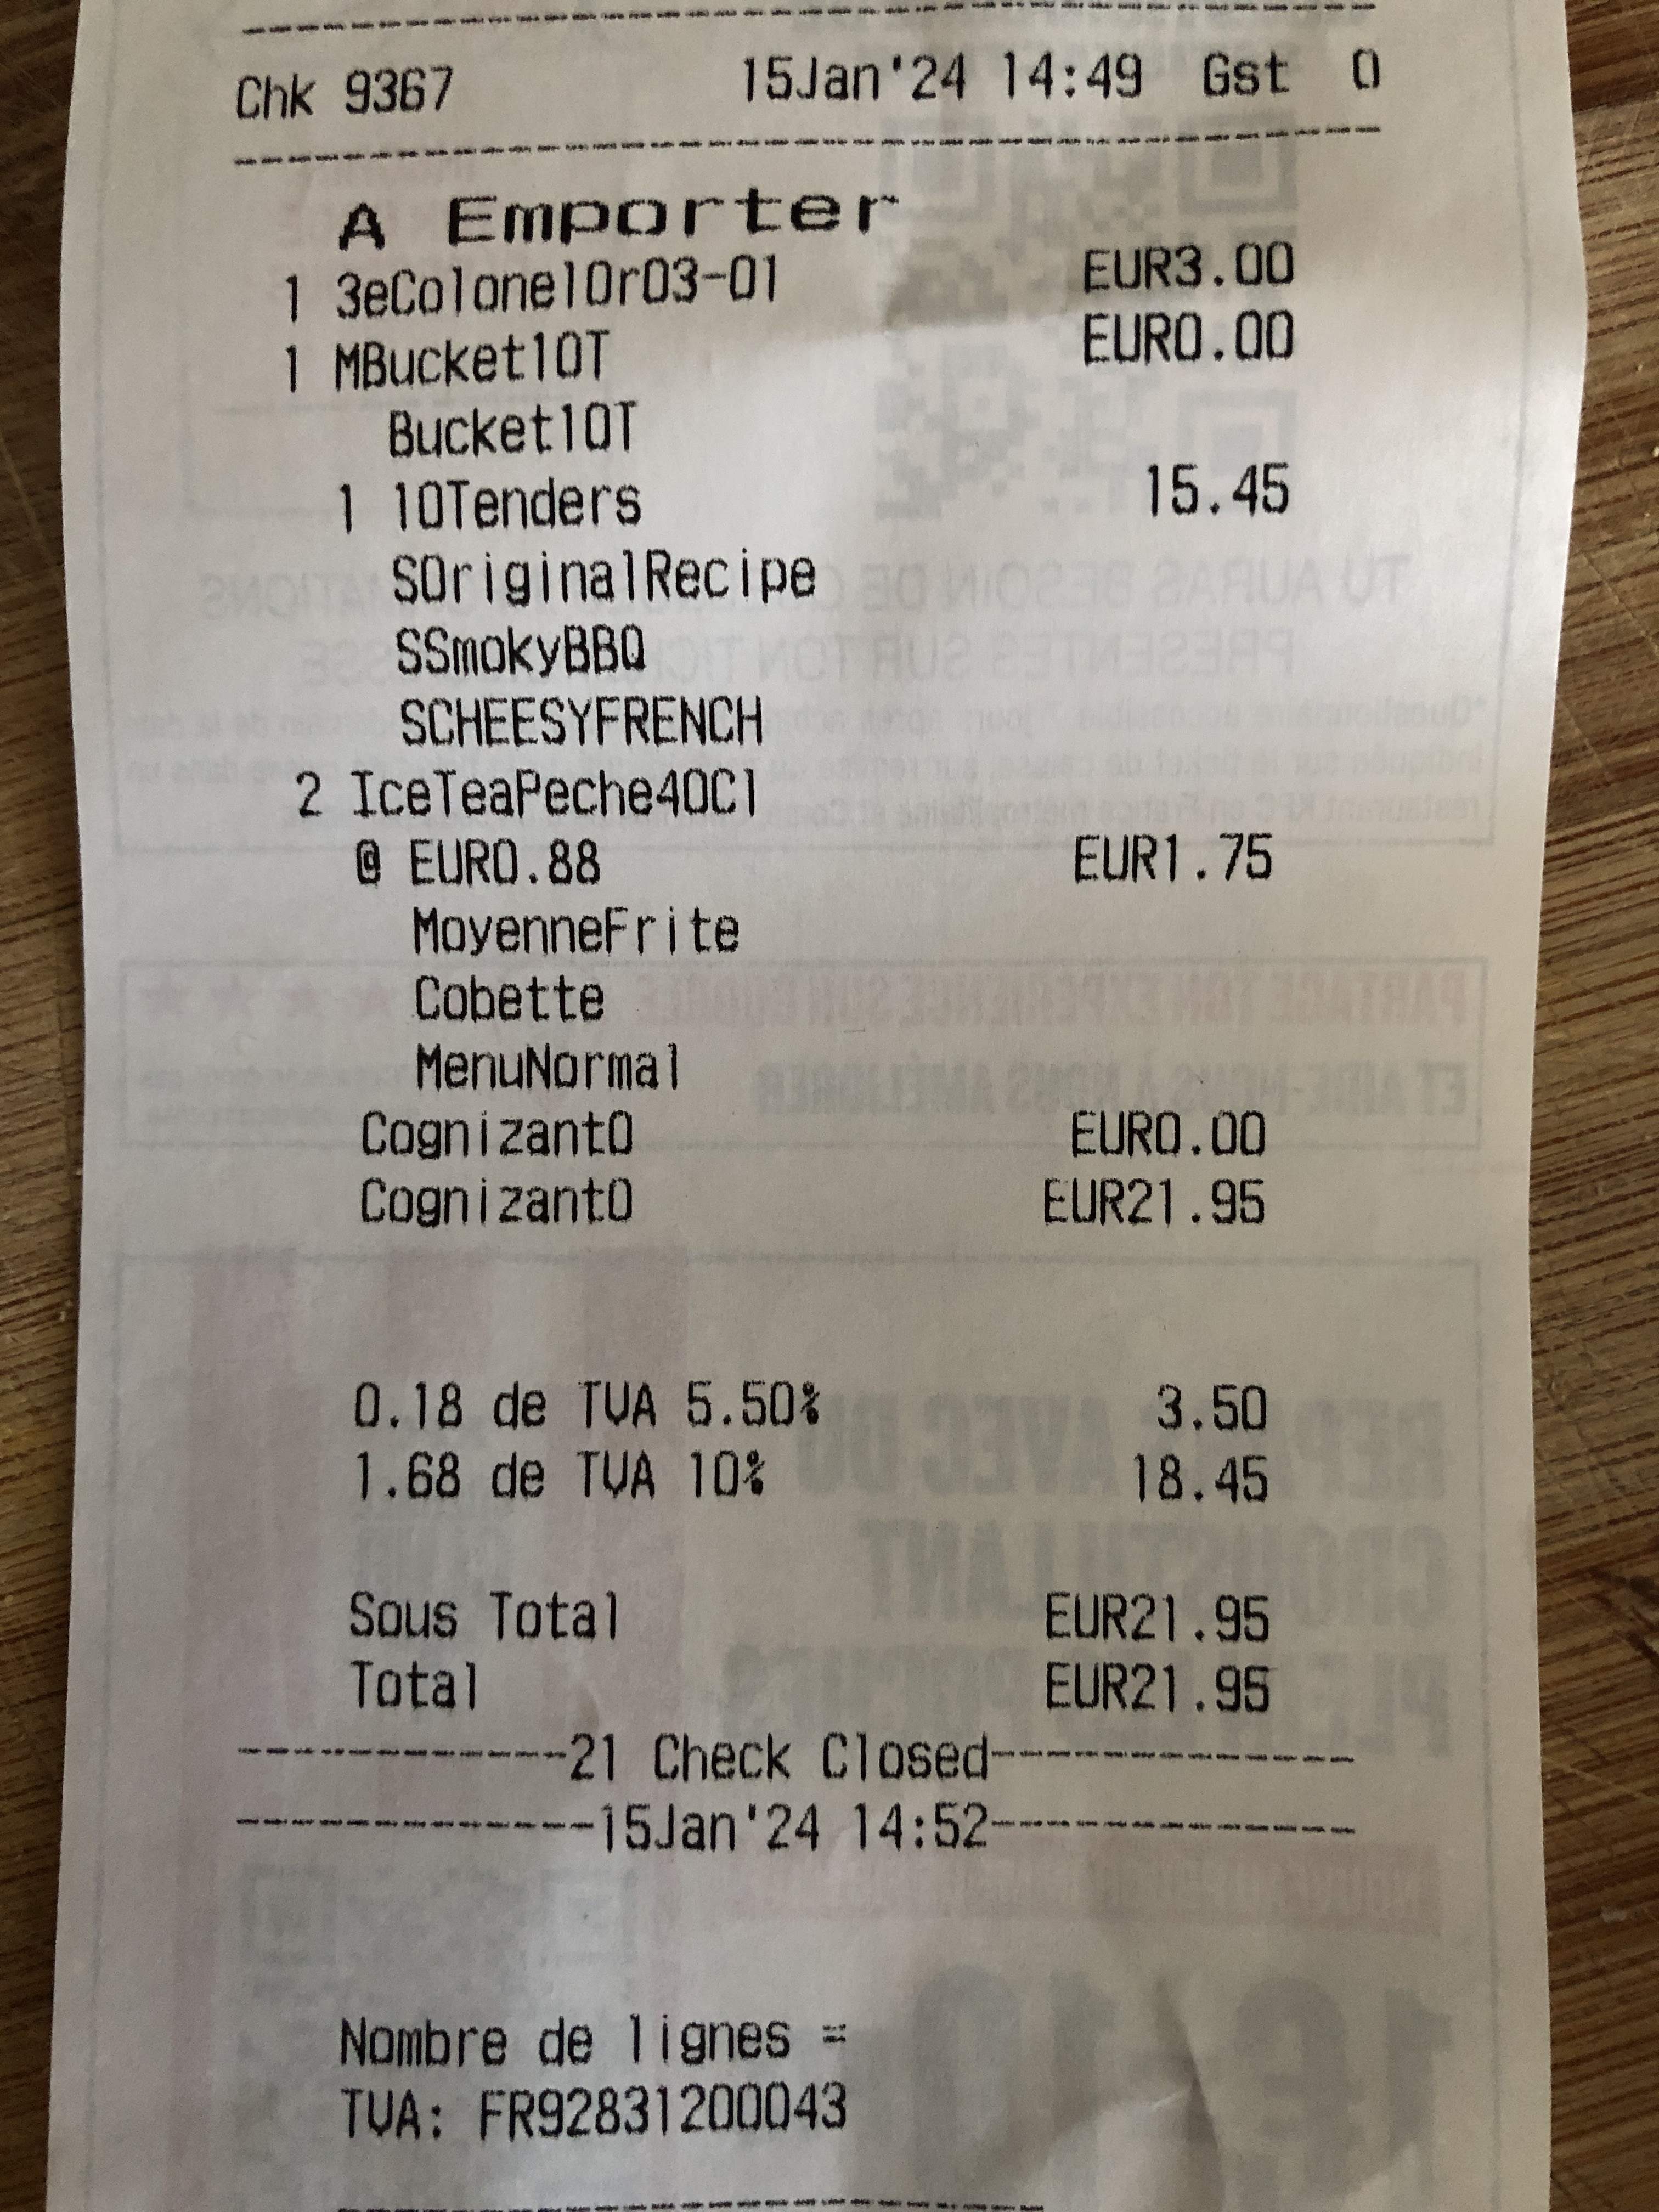 Chk 9367 15Jan'24 14:49 Gst 0
A Emporter
1 3eColonelOr03-01 EUR3.00
1 MBucket10T EUR0.00
Bucket10T
1 10Tenders 15.45
SOriginalRecipe
SSmokyBBQ
SCHEESYFRENCH
2 IceTeaPeche40Cl
@ EUR0.88 EUR1.75
MoyenneFrite
Cobette
MenuNormal
CognizantO EUR0.00
CognizantO EUR21.95
0.18 de TVA 5.50% 3.50
1.68 de TVA 10% 18.45
Sous Total EUR21.95
Total EUR21.95
-------------21 Check Closed--------------
--------------15Jan'24 14:52--------------
Nombre de lignes =
TVA: FR92831200043